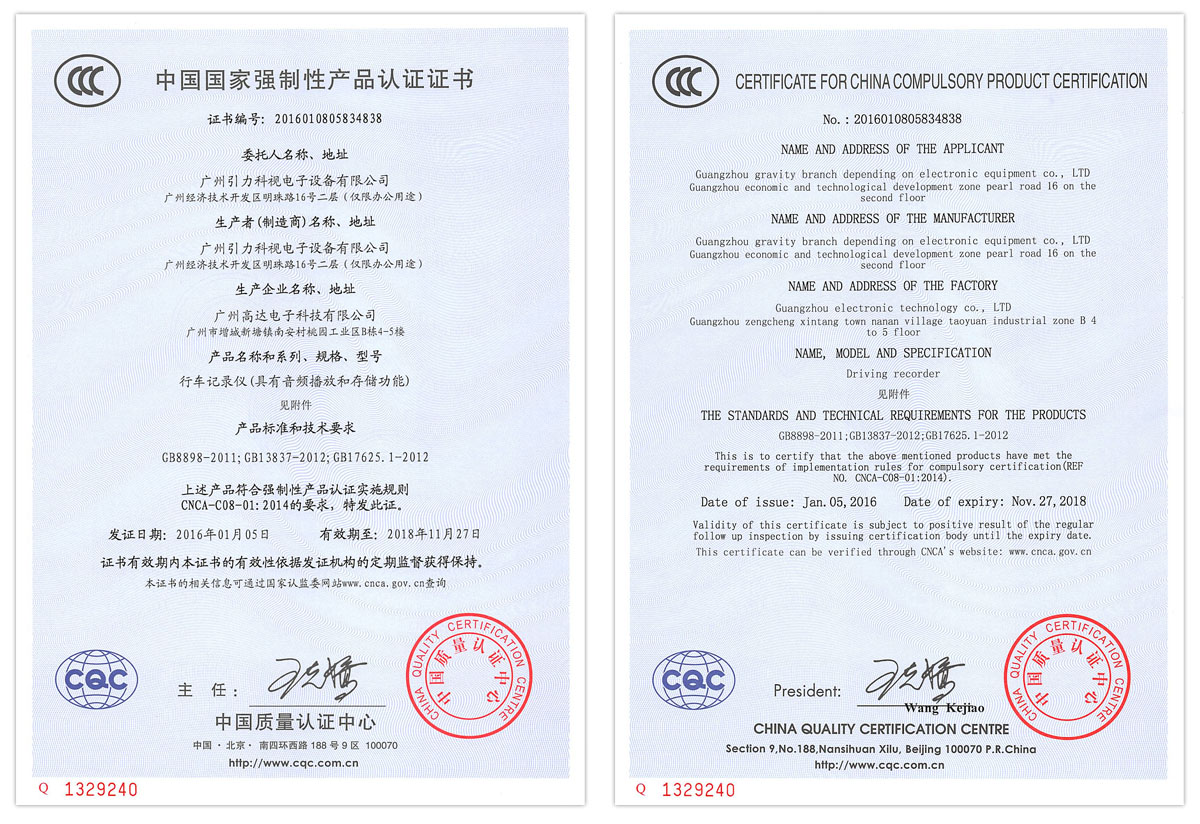 中国国家强制性产品认证证书
证书编号: 2016010805834838
委托人名称、地址
广州引力科视电子设备有限公司
广州经济技术开发区明珠路16号二层（仅限办公用途）
生产者(制造商)名称、地址
广州引力科视电子设备有限公司
广州经济技术开发区明珠路16号二层（仅限办公用途）
生产企业名称、地址
广州高达电子科技有限公司
广州市增城新塘镇南安村桃园工业区B栋4-5楼
产品名称和系列、规格、型号
行车记录仪(具有音频播放和存储功能)
见附件
产品标准和技术要求
GB8898-2011;GB13837-2012;GB17625.1-2012
上述产品符合强制性产品认证实施规则
CNCA-C08-01:2014的要求，特发此证。
发证日期: 2016年01月05日 有效期至: 2018年11月27日
证书有效期内本证书的有效性依据发证机构的定期监督获得保持。
本证书的相关信息可通过国家认监委网站www.cnca.gov.cn查询
CQC
主 任:
CHINA QUALITY CERTIFICATION CENTRE
中国质量认证中心
中国质量认证中心
中国·北京· 南四环西路 188 号 9 区 100070
http://www.cqc.com.cn
Q 1329240
CERTIFICATE FOR CHINA COMPULSORY PRODUCT CERTIFICATION
No.: 2016010805834838
NAME AND ADDRESS OF THE APPLICANT
Guangzhou gravity branch depending on electronic equipment co., LTD
Guangzhou economic and technological development zone pearl road 16 on the
second floor
NAME AND ADDRESS OF THE MANUFACTURER
Guangzhou gravity branch depending on electronic equipment co., LTD
Guangzhou economic and technological development zone pearl road 16 on the
second floor
NAME AND ADDRESS OF THE FACTORY
Guangzhou electronic technology co., LTD
Guangzhou zengcheng xintang town nanan village taoyuan industrial zone B 4
to 5 floor
NAME, MODEL AND SPECIFICATION
Driving recorder
见附件
THE STANDARDS AND TECHNICAL REQUIREMENTS FOR THE PRODUCTS
GB8898-2011;GB13837-2012;GB17625.1-2012
This is to certify that the above mentioned products have met the
requirements of implementation rules for compulsory certification(REF
NO. CNCA-C08-01:2014).
Date of issue: Jan.05,2016 Date of expiry: Nov.27,2018
Validity of this certificate is subject to positive result of the regular
follow up inspection by issuing certification body until the expiry date.
This certificate can be verified through CNCA's website: www.cnca.gov.cn
CQC
President:
Wang Kejiao
CHINA QUALITY CERTIFICATION CENTRE
中国质量认证中心
CHINA QUALITY CERTIFICATION CENTRE
Section 9,No.188,Nansihuan Xilu, Beijing 100070 P.R.China
http://www.cqc.com.cn
Q 1329240